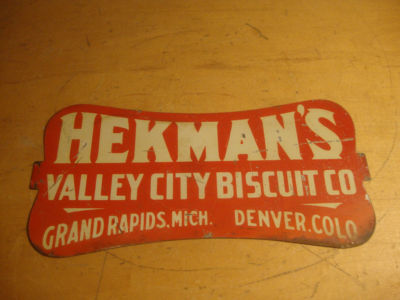 HEKMAN'S
VALLEY CITY BISCUIT CO
GRAND RAPIDS. MICH. DENVER. COLO.